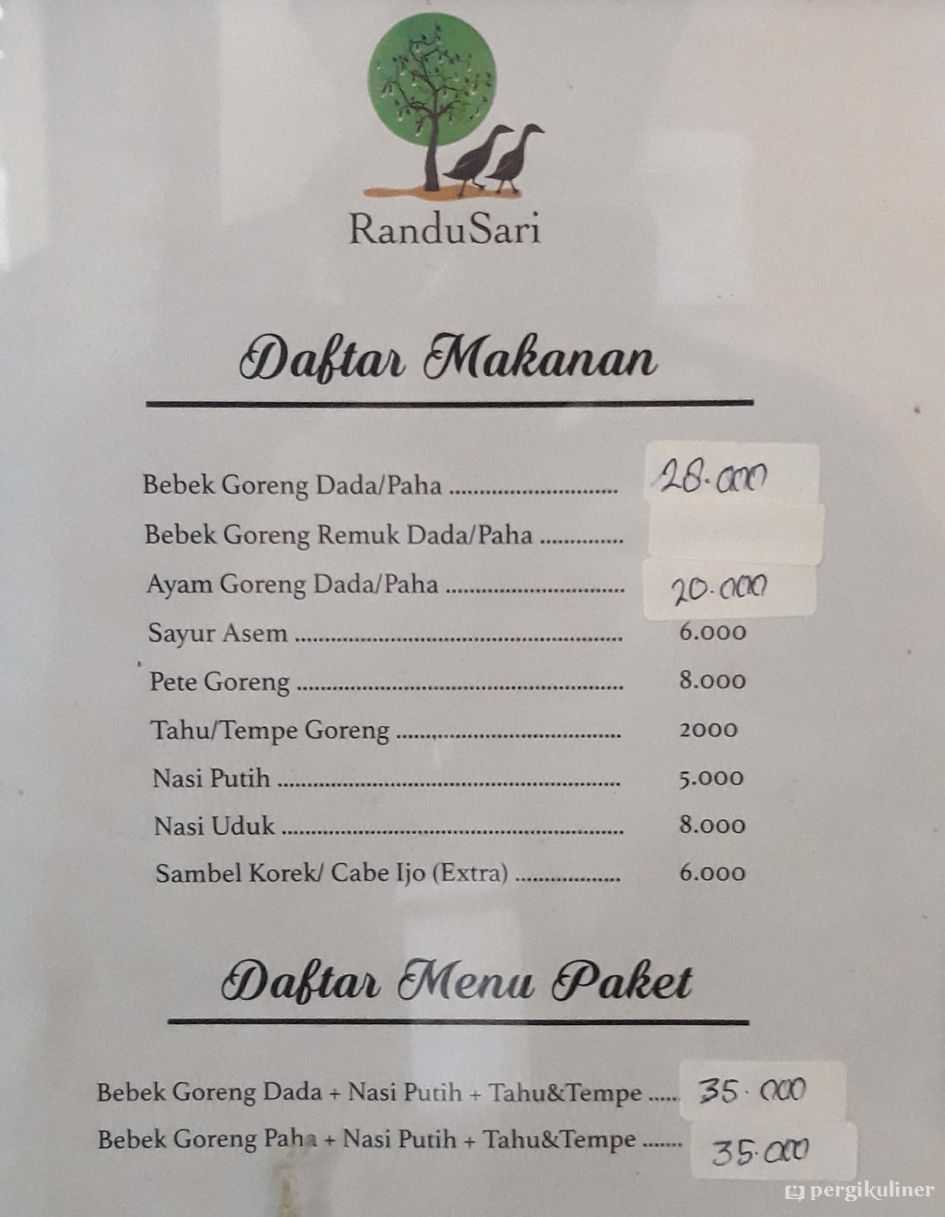 RanduSari
Daftar Makanan
Bebek Goreng Dada/Paha ............................ 28.000
Bebek Goreng Remuk Dada/Paha ..............
Ayam Goreng Dada/Paha .............................. 20.000
Sayur Asem ....................................................... 6.000
Pete Goreng ....................................................... 8.000
Tahu/Tempe Goreng ...................................... 2000
Nasi Putih .......................................................... 5.000
Nasi Uduk .......................................................... 8.000
Sambel Korek/ Cabe Ijo (Extra) .................. 6.000
Daftar Menu Paket
Bebek Goreng Dada + Nasi Putih + Tahu&Tempe ...... 35.000
Bebek Goreng Paha + Nasi Putih + Tahu&Tempe ....... 35.000
pergikuliner